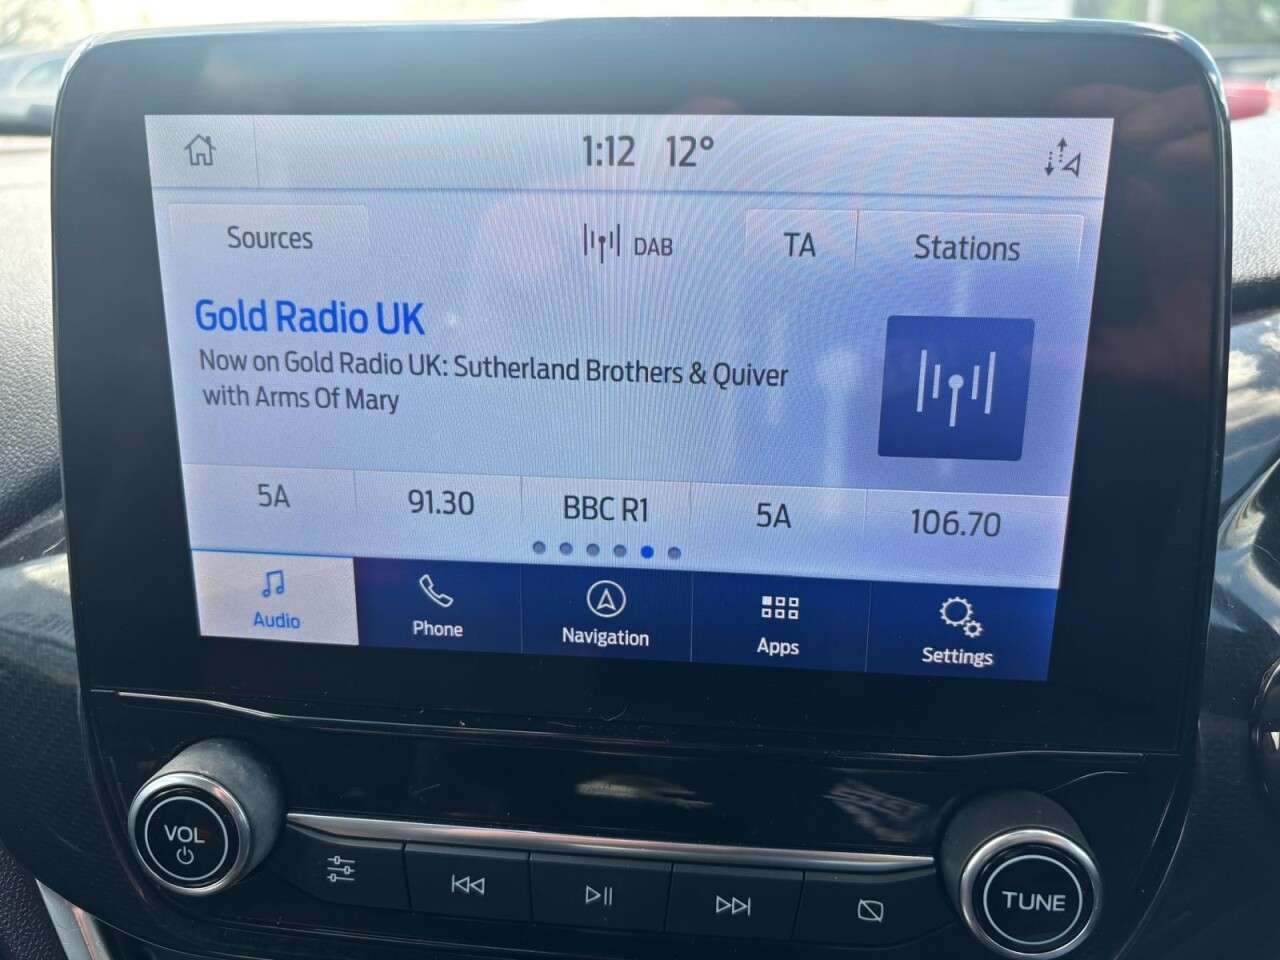 1:12 12°
Sources DAB TA Stations
Gold Radio UK
Now on Gold Radio UK: Sutherland Brothers & Quiver
with Arms Of Mary
5A 91.30 BBC R1 5A 106.70
Audio Phone Navigation Apps Settings
VOL
TUNE